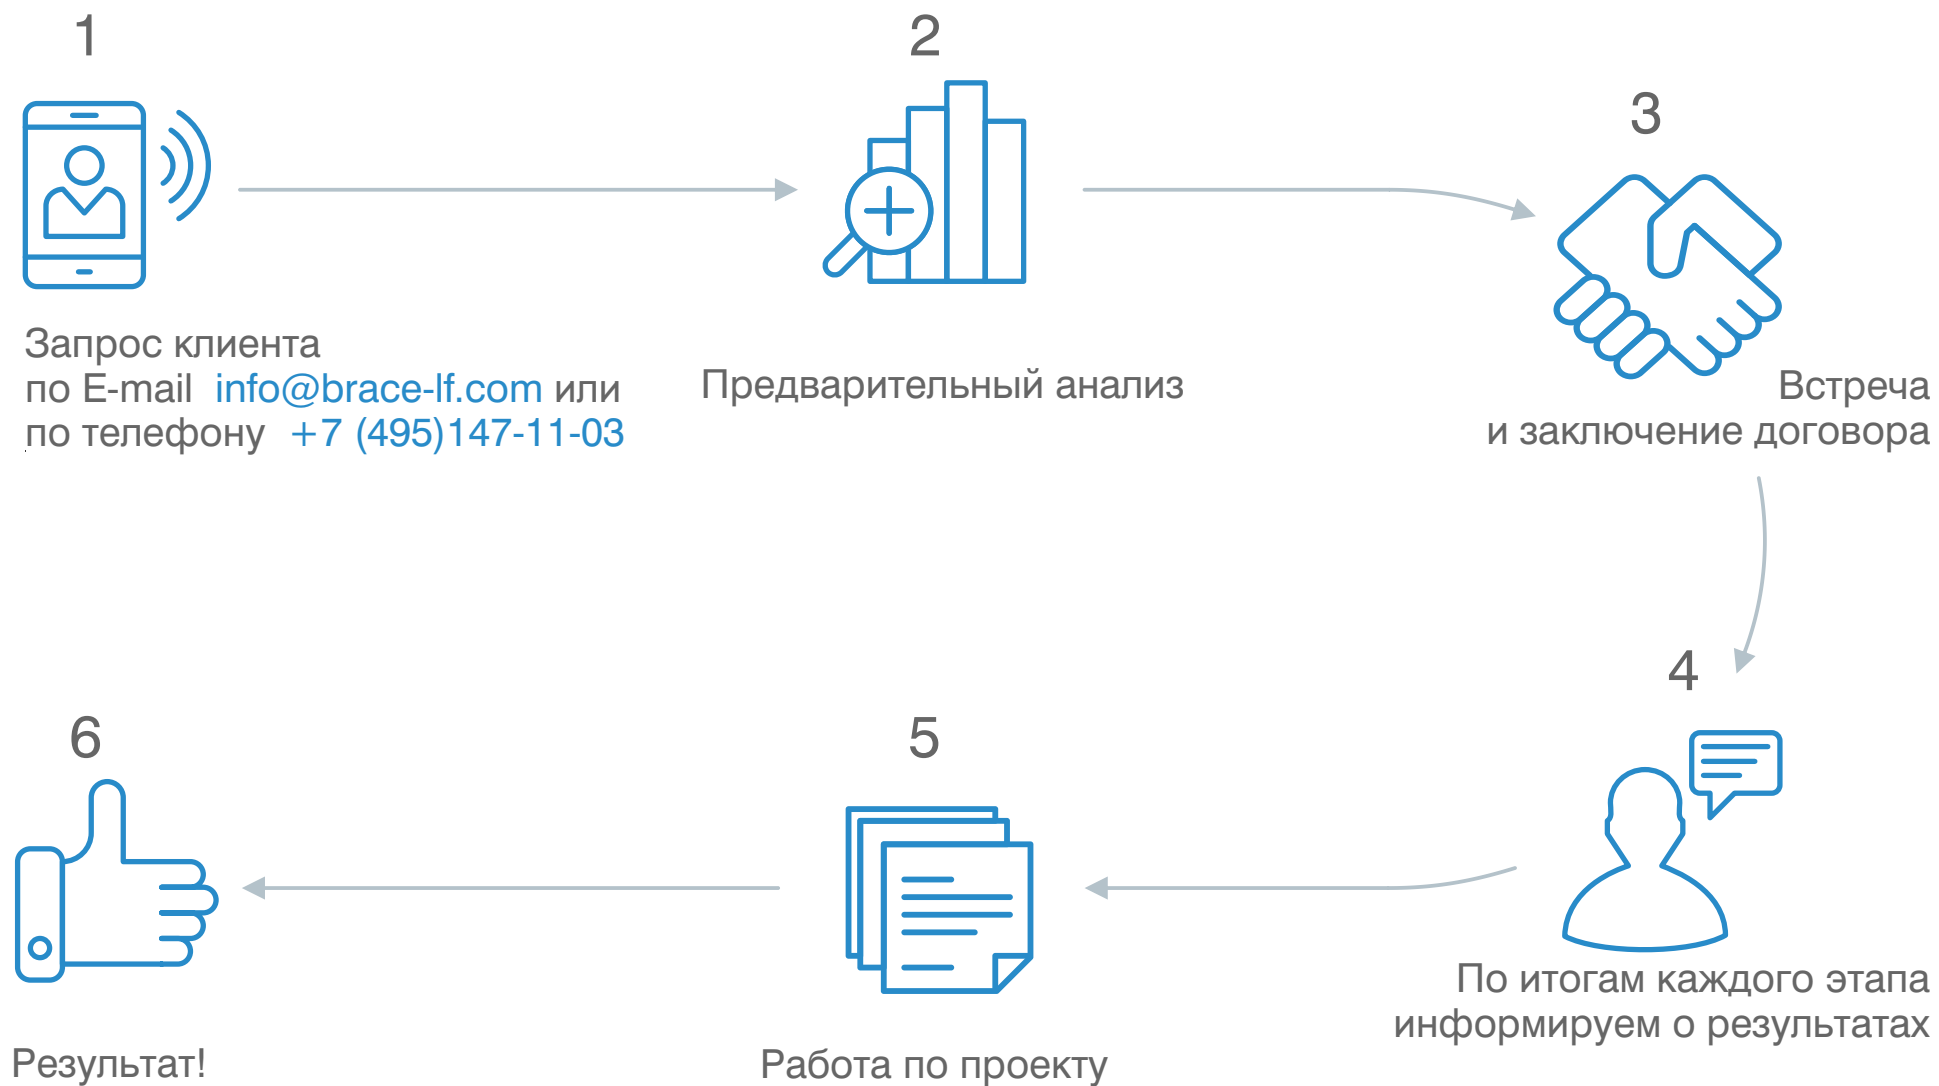 1
Запрос клиента
по E-mail info@brace-lf.com или
по телефону +7 (495)147-11-03
2
Предварительный анализ
3
Встреча
и заключение договора
4
По итогам каждого этапа
информируем о результатах
5
Работа по проекту
6
Результат!